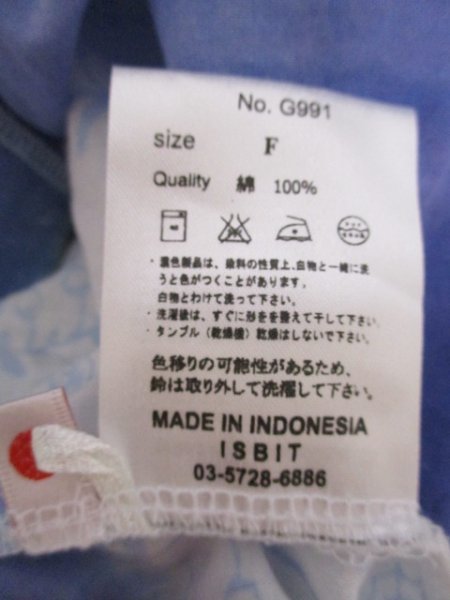 No. G991
size F
Quality 綿 100%
・濃色製品は、染料の性質上、白物と一緒に洗
うと色がつくことがあります。
白物とわけて洗って下さい。
・洗濯後は、すぐに形を整えて干して下さい。
・タンブル(乾燥機)乾燥はしないで下さい。
色移りの可能性があるため、
鈴は取り外して洗濯して下さい。
MADE IN INDONESIA
ISBIT
03-5728-6886